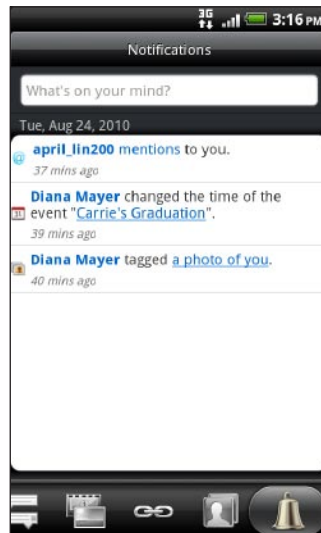 3G 3:16 PM
Notifications
What's on your mind?
Tue, Aug 24, 2010
april_lin200 mentions to you.
37 mins ago
Diana Mayer changed the time of the
31
event "Carrie's Graduation".
39 mins ago
Diana Mayer tagged a photo of you.
40 mins ago